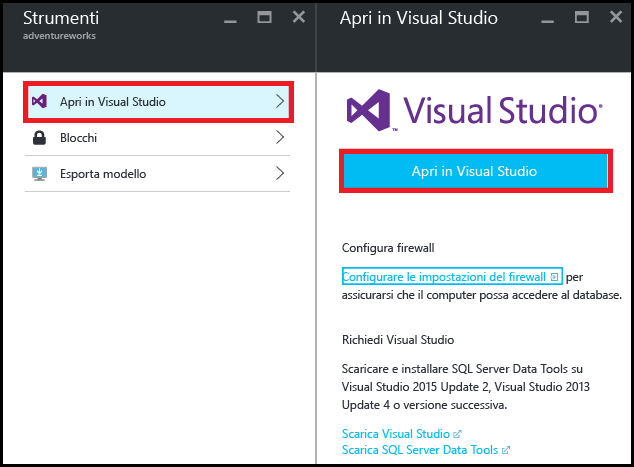 Strumenti
adventureworks
Apri in Visual Studio
Blocchi
Esporta modello
Apri in Visual Studio
Visual Studio
Apri in Visual Studio
Configura firewall
Configurare le impostazioni del firewall per
assicurarsi che il computer possa accedere al database.
Richiedi Visual Studio
Scaricare e installare SQL Server Data Tools su
Visual Studio 2015 Update 2, Visual Studio 2013
Update 4 o versione successiva.
Scarica Visual Studio
Scarica SQL Server Data Tools